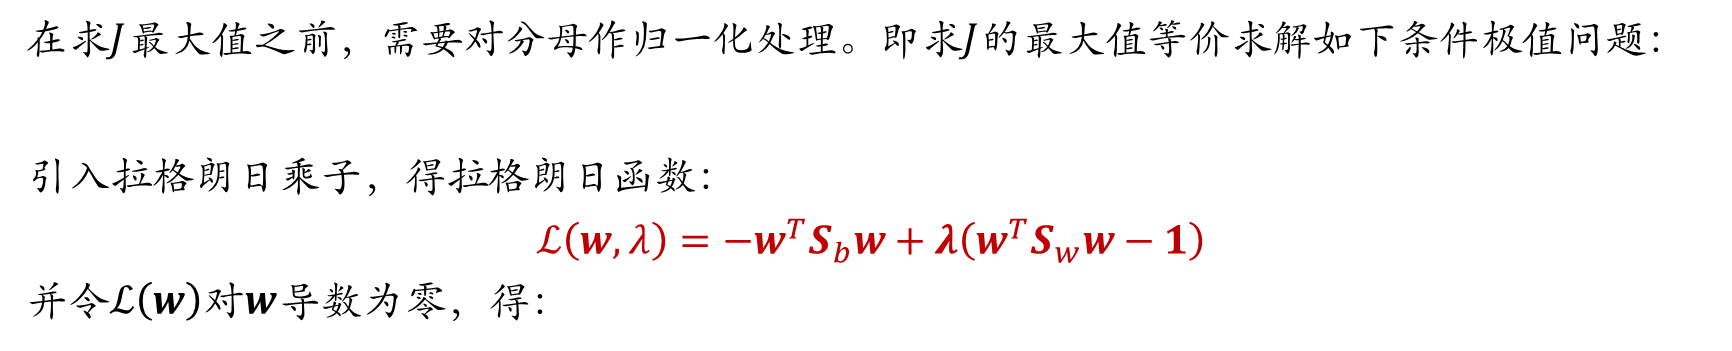 在求J最大值之前，需要对分母作归一化处理。即求J的最大值等价求解如下条件极值问题：
引入拉格朗日乘子，得拉格朗日函数：
ℒ(w, λ) = −wᵀS_b w + λ(wᵀS_w w − 1)
并令ℒ(w)对w导数为零，得：